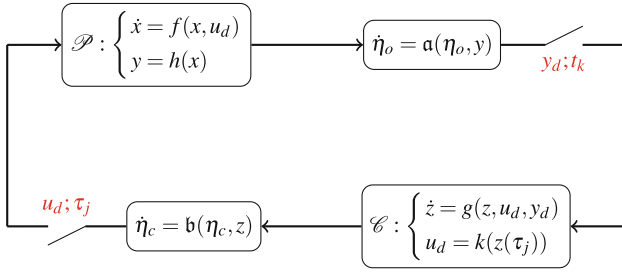 𝒫 : { ẋ = f(x, u_d)
y = h(x)
η̇_o = 𝔞(η_o, y)
y_d; t_k
u_d; τ_j
η̇_c = 𝔟(η_c, z)
𝒞 : { ż = g(z, u_d, y_d)
u_d = k(z(τ_j))